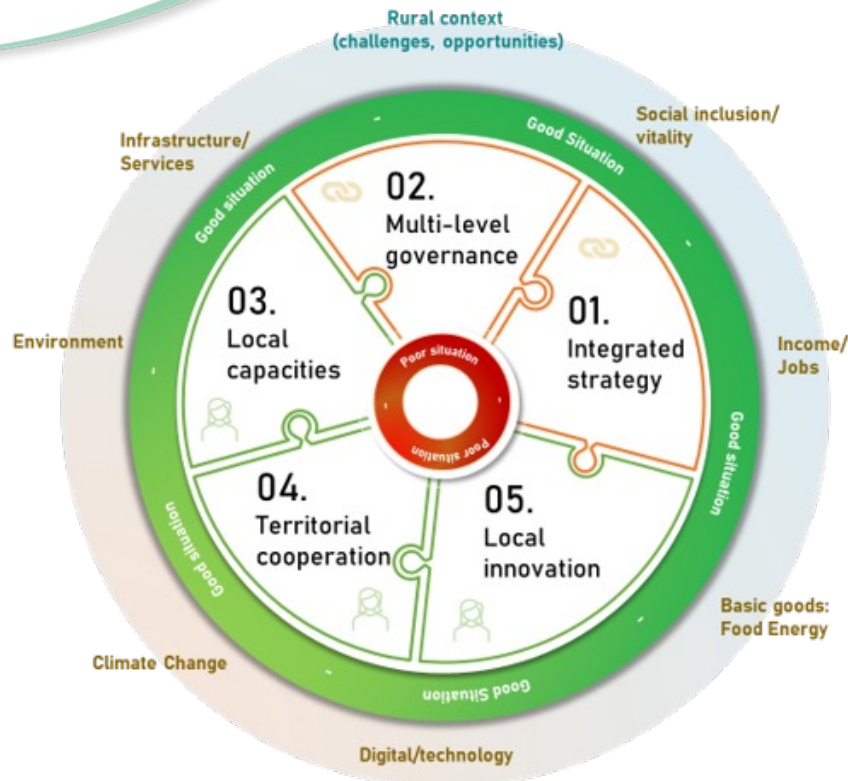 Rural context
(challenges, opportunities)
Social inclusion/
vitality
Infrastructure/
Services
Good Situation
Good situation
02.
Multi-level
governance
03.
Local
capacities
01.
Integrated
strategy
Environment
Income/
Jobs
Poor situation
Poor situation
Good situation
04.
Territorial
cooperation
05.
Local
innovation
Good situation
Basic goods:
Food Energy
Climate Change
Good Situation
Digital/technology